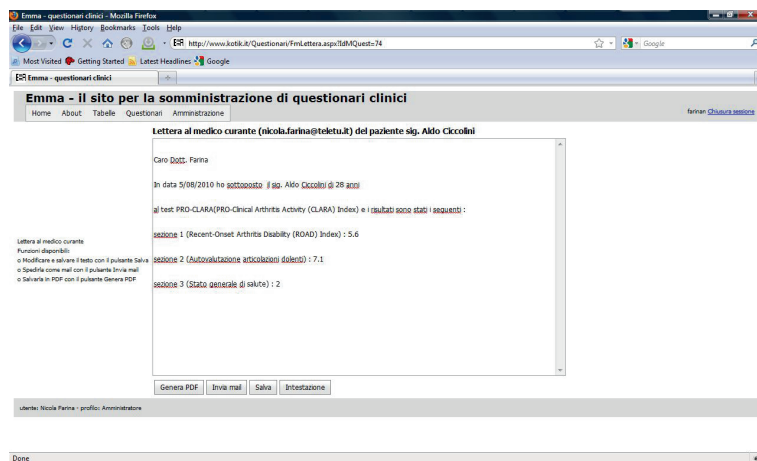 Emma - questionari clinici - Mozilla Firefox
File Edit View History Bookmarks Tools Help
http://www.kotik.it/Questionari/FmLettera.aspx?IdMQuest=74
Google
Most Visited Getting Started Latest Headlines Google
Emma - questionari clinici
Emma - il sito per la somministrazione di questionari clinici
Home About Tabelle Questionari Amministrazione
farinan Chiusura sessione
Lettera al medico curante (nicola.farina@teletu.it) del paziente sig. Aldo Ciccolini
Caro Dott. Farina
In data 5/08/2010 ho sottoposto il sig. Aldo Ciccolini di 28 anni
al test PRO-CLARA(PRO-Clinical Arthritis Activity (CLARA) Index) e i risultati sono stati i seguenti :
sezione 1 (Recent-Onset Arthritis Disability (ROAD) Index) : 5.6
sezione 2 (Autovalutazione articolazioni dolenti) : 7.1
sezione 3 (Stato generale di salute) : 2
Lettera al medico curante
Funzioni disponibili:
o Modificare e salvare il testo con il pulsante Salva
o Spedirla come mail con il pulsante Invia mail
o Salvarla in PDF con il pulsante Genera PDF
Genera PDF Invia mail Salva Intestazione
utente: Nicola Farina - profilo: Amministratore
Done